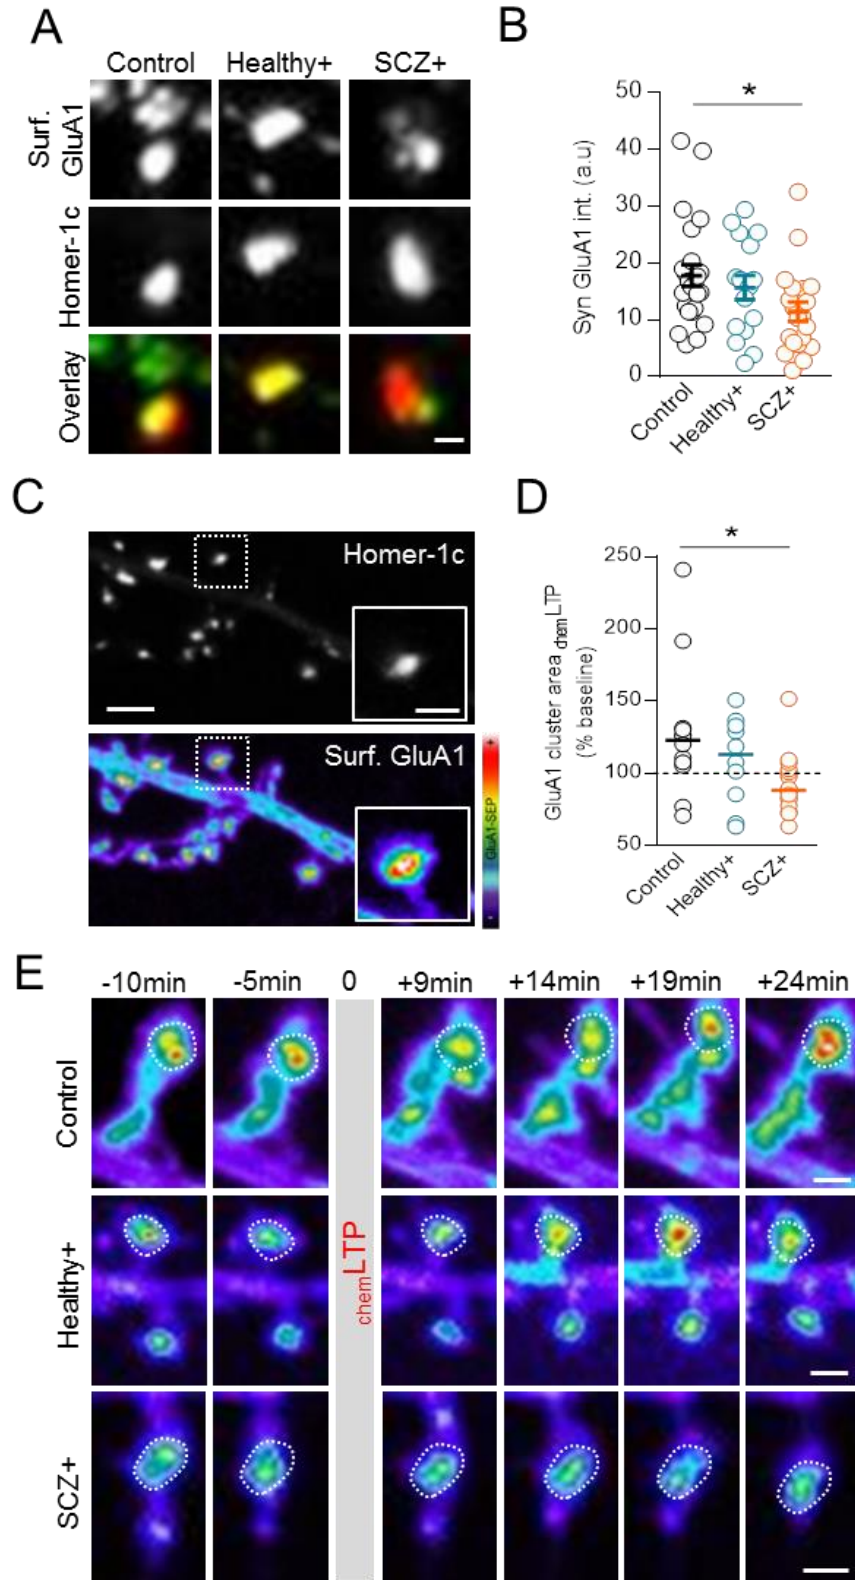 A
Control Healthy+ SCZ+
Surf.
GluA1
Homer-1c
Overlay
B
*
Syn GluA1 int. (a.u)
50
40
30
20
10
0
Control
Healthy+
SCZ+
C
Homer-1c
Surf. GluA1
+
GluA1-SEP
-
D
*
GluA1 cluster area chemLTP
(% baseline)
250
200
150
100
50
Control
Healthy+
SCZ+
E
-10min -5min 0 +9min +14min +19min +24min
Control
Healthy+
SCZ+
chemLTP